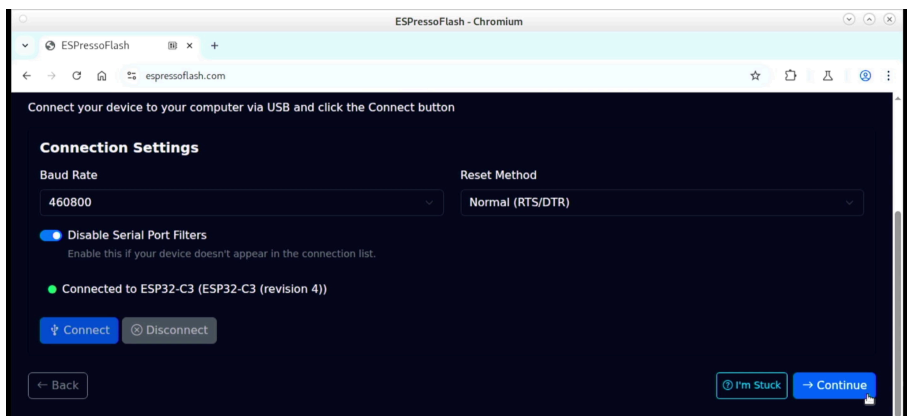 ESPressoFlash - Chromium
ESPressoFlash
espressoflash.com
Connect your device to your computer via USB and click the Connect button
Connection Settings
Baud Rate
Reset Method
460800
Normal (RTS/DTR)
Disable Serial Port Filters
Enable this if your device doesn't appear in the connection list.
Connected to ESP32-C3 (ESP32-C3 (revision 4))
Connect
Disconnect
← Back
I'm Stuck
→ Continue